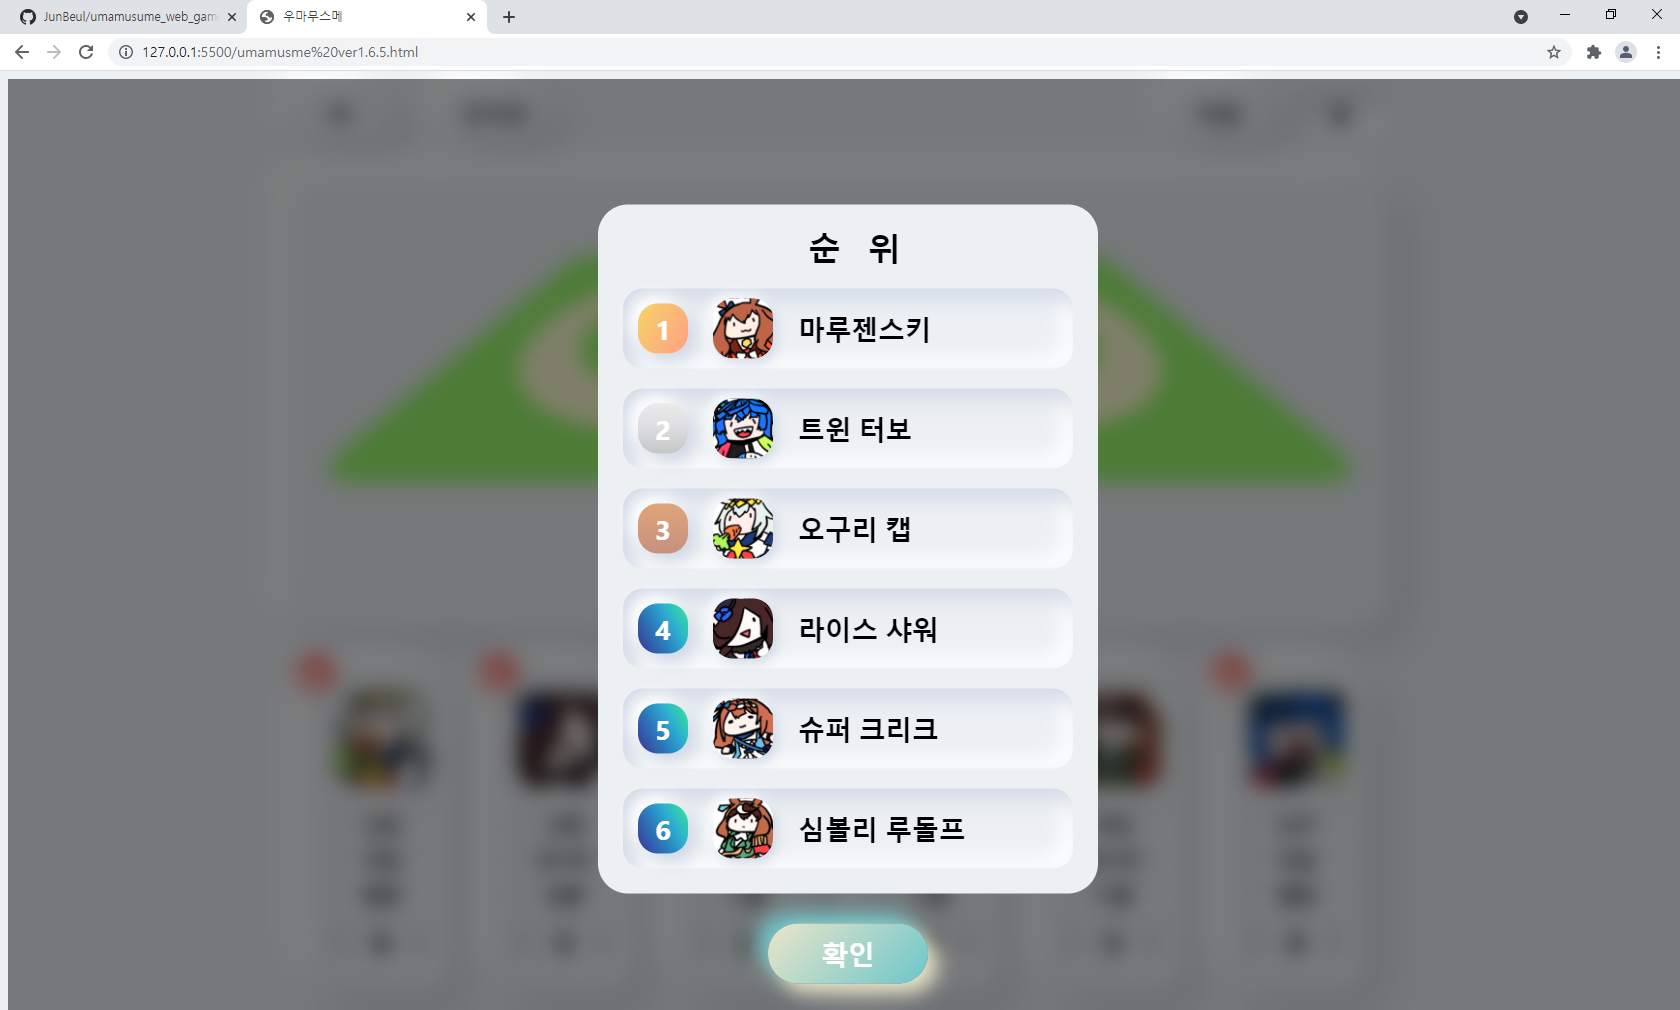 JunBeul/umamusume_web_gam
우마무스메
127.0.0.1:5500/umamusme%20ver1.6.5.html
순 위
1 마루젠스키
2 트윈 터보
3 오구리 캡
4 라이스 샤워
5 슈퍼 크리크
6 심볼리 루돌프
확인